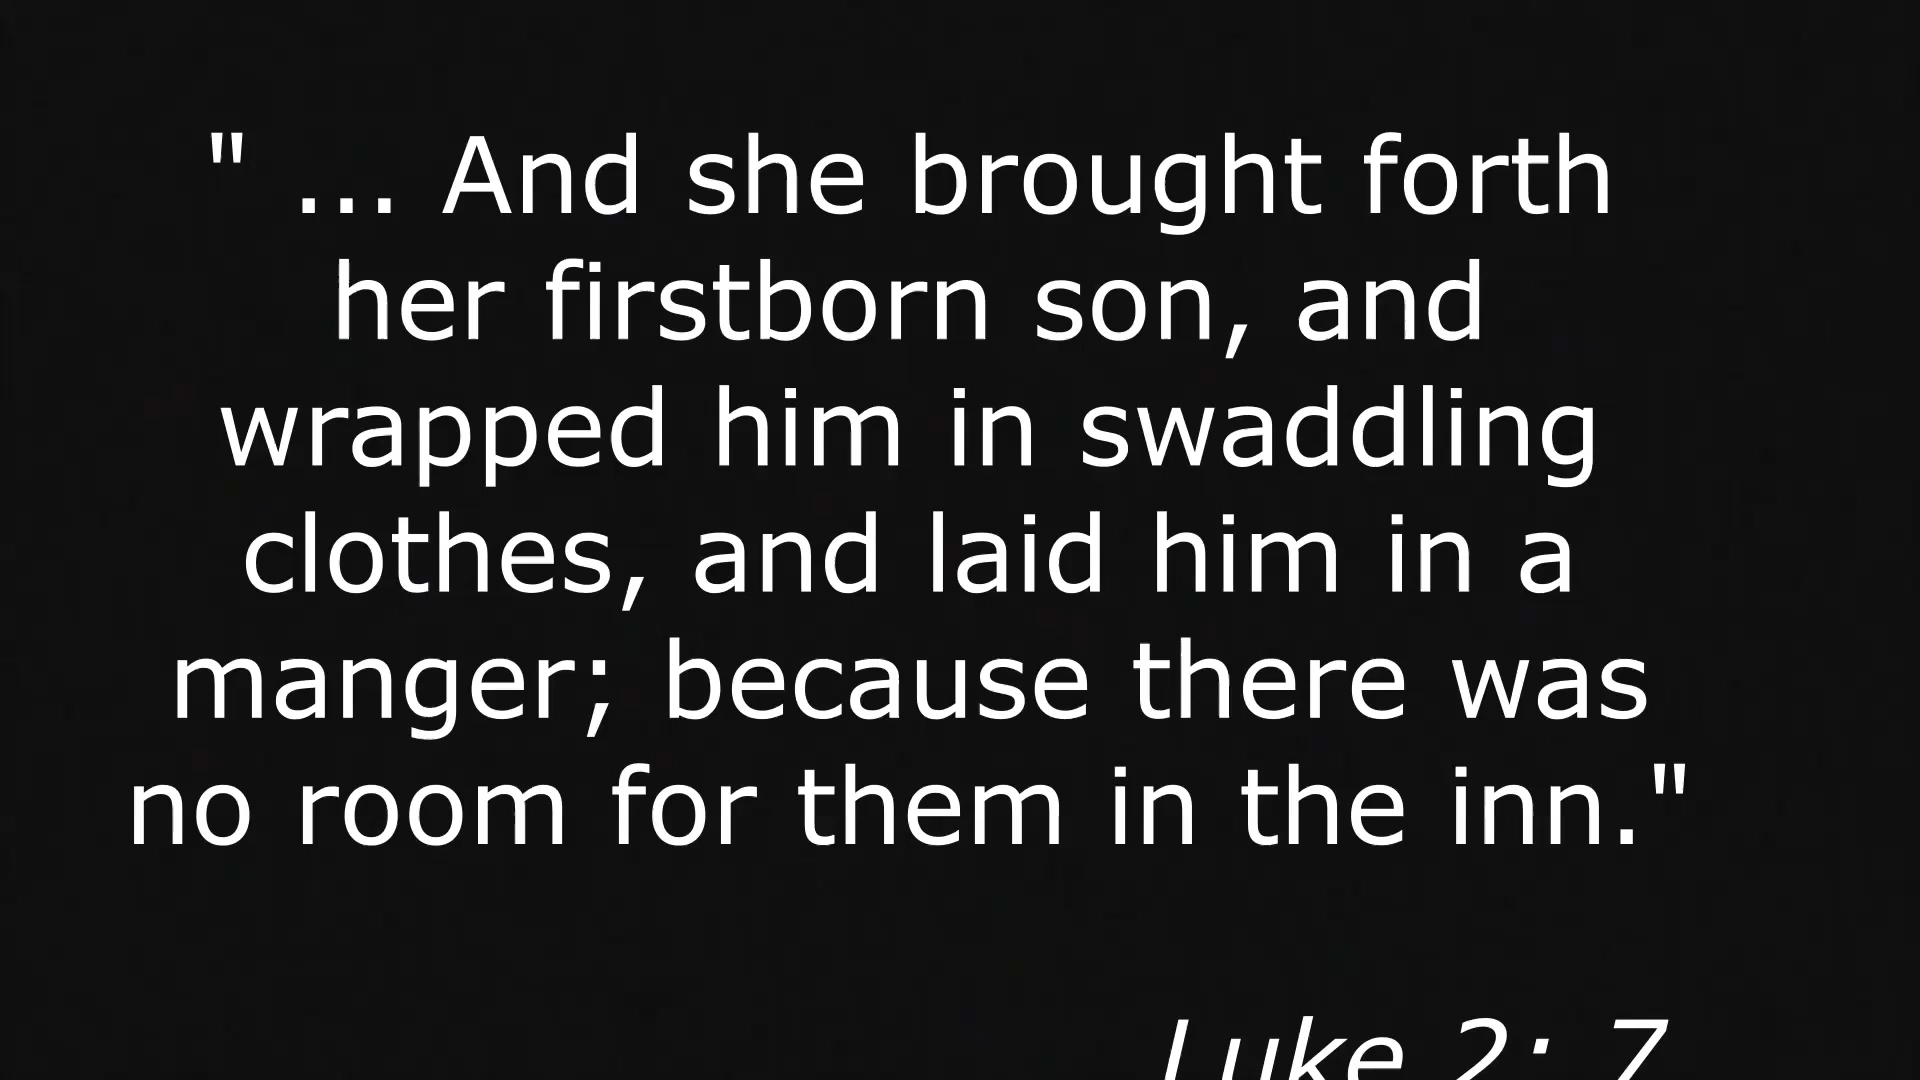 " ... And she brought forth
her firstborn son, and
wrapped him in swaddling
clothes, and laid him in a
manger; because there was
no room for them in the inn."
Luke 2: 7